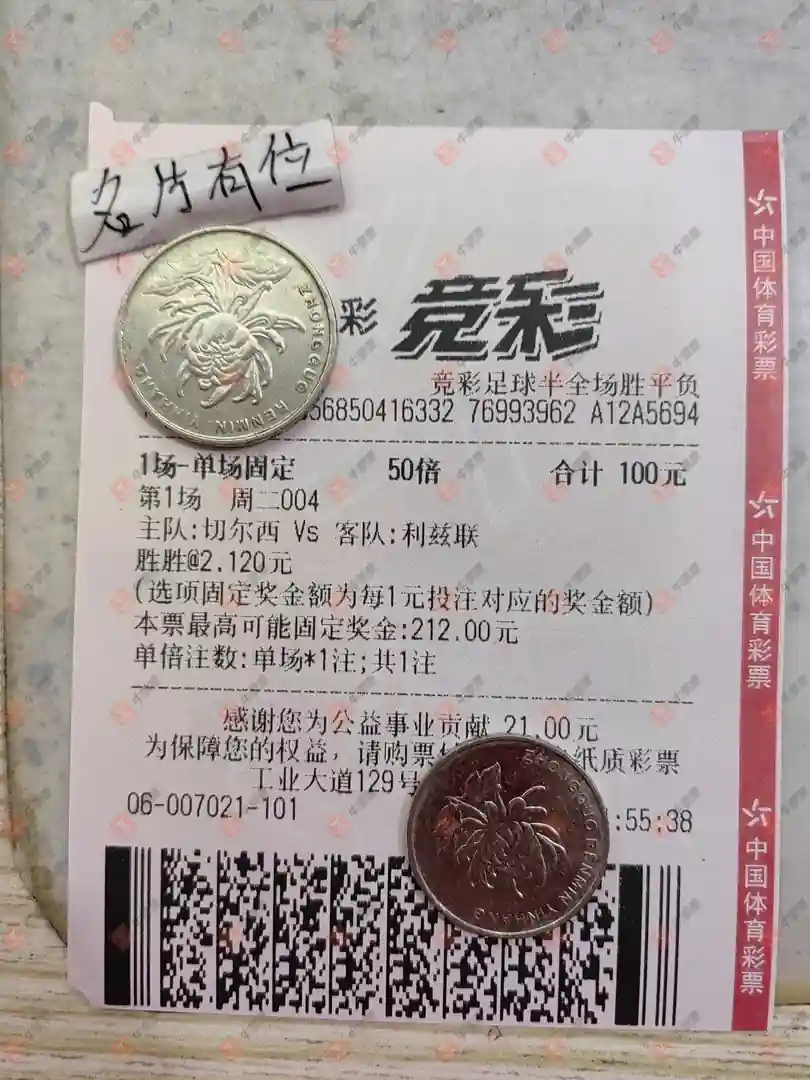 名片有位
彩 竞彩
竞彩足球半全场胜平负
56850416332 76993962 A12A5694
1场-单场固定 50倍 合计 100元
第1场 周二004
主队:切尔西 Vs 客队:利兹联
胜胜@2.120元
(选项固定奖金额为每1元投注对应的奖金额)
本票最高可能固定奖金:212.00元
单倍注数:单场*1注;共1注
感谢您为公益事业贡献 21.00元
为保障您的权益，请购票 纸质彩票
工业大道129号
06-007021-101 :55:38
中国体育彩票
中国体育彩票
中国体育彩票
ZHONGGUO RENMIN YINHANG
ZHONGGUO RENMIN YINHANG